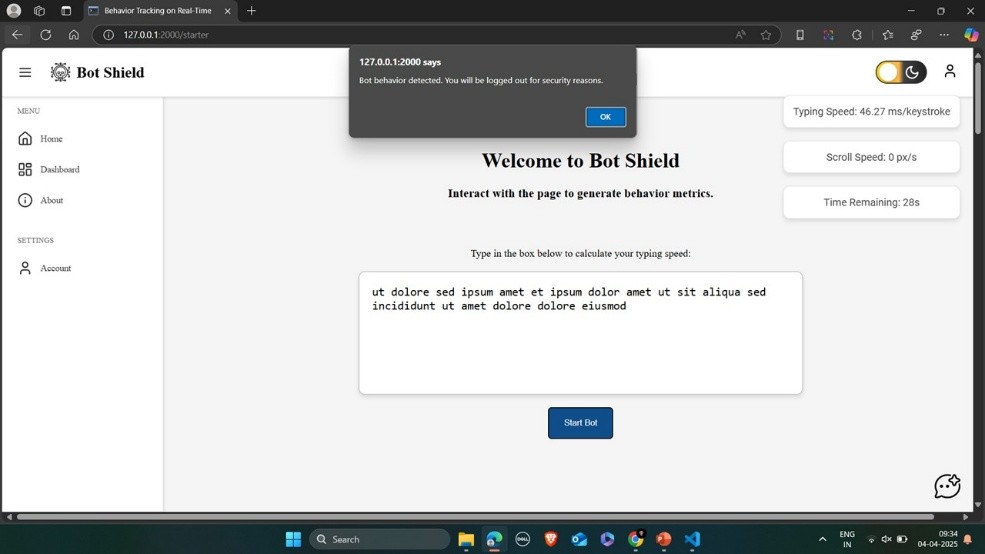 Behavior Tracking on Real-Time
127.0.0.1:2000/starter
127.0.0.1:2000 says
Bot behavior detected. You will be logged out for security reasons.
OK
Bot Shield
MENU
Home
Dashboard
About
SETTINGS
Account
Typing Speed: 46.27 ms/keystroke
Scroll Speed: 0 px/s
Time Remaining: 28s
Welcome to Bot Shield
Interact with the page to generate behavior metrics.
Type in the box below to calculate your typing speed:
ut dolore sed ipsum amet et ipsum dolor amet ut sit aliqua sed
incididunt ut amet dolore dolore eiusmod
Start Bot
Search
DELL
ENG
IN
09:34
04-04-2025